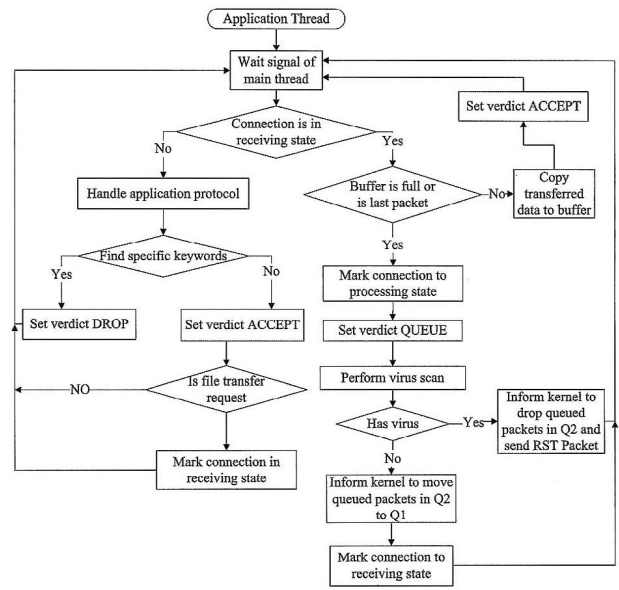 Application Thread
Wait signal of
main thread
Set verdict ACCEPT
Connection is in
receiving state
No
Yes
Copy
transferred
data to buffer
Handle application protocol
Buffer is full or
is last packet
No
Yes
Find specific keywords
Yes
No
Mark connection to
processing state
Set verdict DROP
Set verdict ACCEPT
Set verdict QUEUE
Perform virus scan
Is file transfer
request
NO
Has virus
Yes
Inform kernel to
drop queued
packets in Q2 and
send RST Packet
No
Mark connection in
receiving state
Inform kernel to move
queued packets in Q2
to Q1
Mark connection to
receiving state